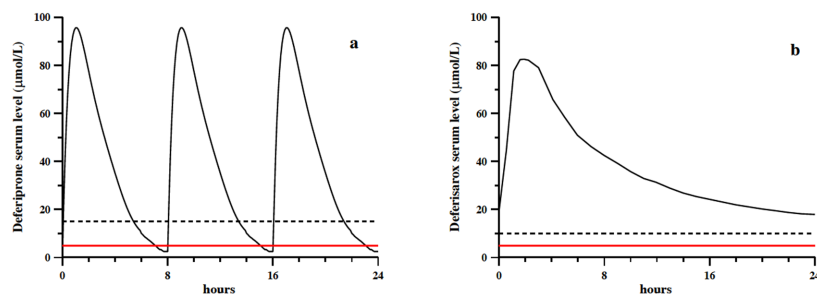 a
Deferiprone serum level (μmol/L)
100
80
60
40
20
0
0 8 16 24
hours
b
Deferisarox serum level (μmol/L)
100
80
60
40
20
0
0 8 16 24
hours